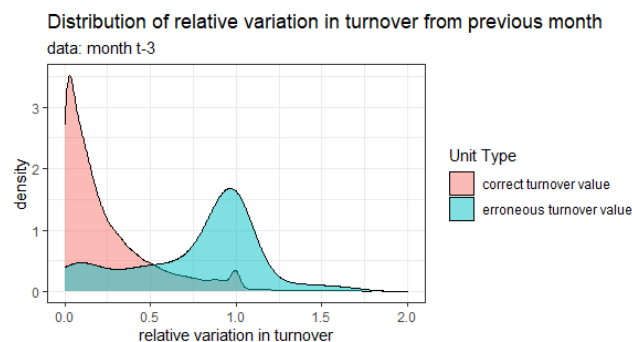 Distribution of relative variation in turnover from previous month
data: month t-3
density
3
2
1
0
0.0 0.5 1.0 1.5 2.0
relative variation in turnover
Unit Type
correct turnover value
erroneous turnover value